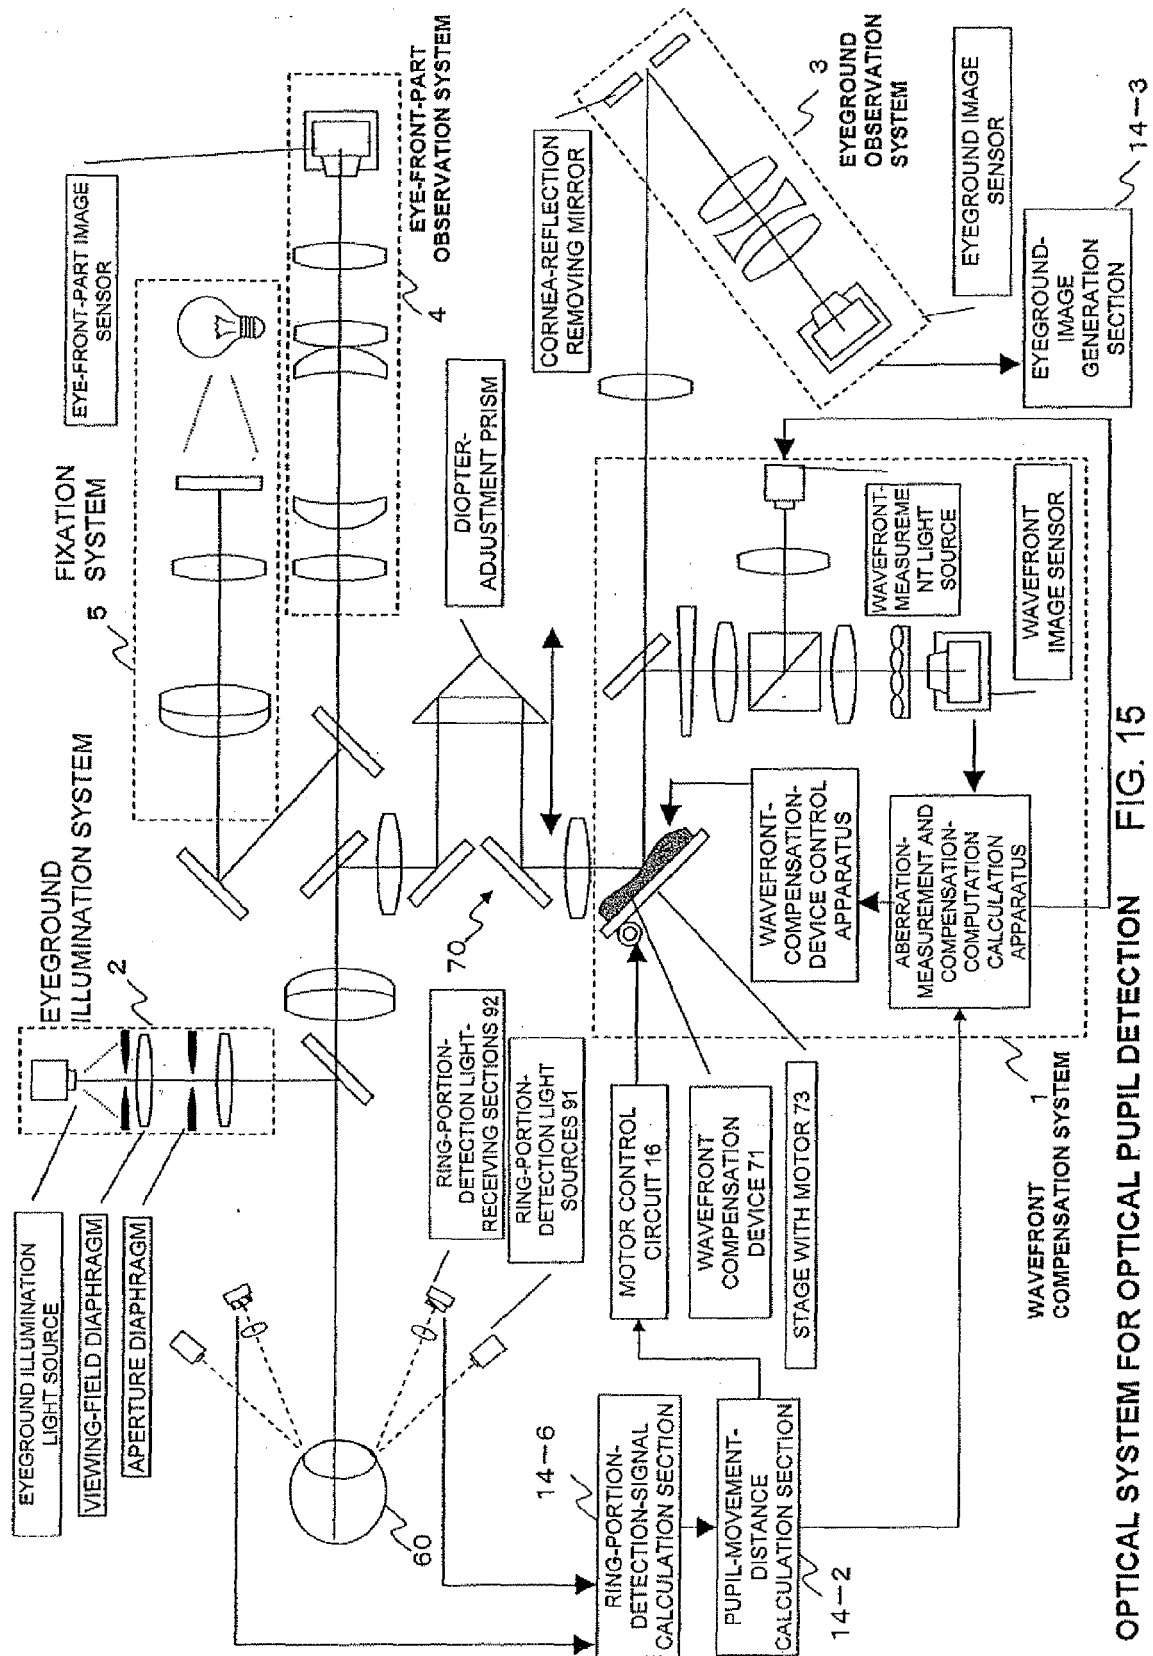 EYEGROUND ILLUMINATION
LIGHT SOURCE
VIEWING-FIELD DIAPHRAGM
APERTURE DIAPHRAGM
EYEGROUND
ILLUMINATION SYSTEM
2
5
FIXATION
SYSTEM
EYE-FRONT-PART IMAGE
SENSOR
EYE-FRONT-PART
OBSERVATION SYSTEM
4
60
RING-PORTION-
DETECTION LIGHT-
RECEIVING SECTIONS 92
RING-PORTION-
DETECTION LIGHT
SOURCES 91
70
DIOPTER-
ADJUSTMENT PRISM
CORNEA-REFLECTION
REMOVING MIRROR
3
EYEGROUND
OBSERVATION
SYSTEM
EYEGROUND IMAGE
SENSOR
14-3
EYEGROUND-
IMAGE
GENERATION
SECTION
14-6
RING-PORTION-
DETECTION-SIGNAL
CALCULATION SECTION
PUPIL-MOVEMENT-
DISTANCE
CALCULATION SECTION
14-2
MOTOR CONTROL
CIRCUIT 16
WAVEFRONT
COMPENSATION
DEVICE 71
STAGE WITH MOTOR 73
WAVEFRONT-
COMPENSATION-
DEVICE CONTROL
APPARATUS
ABERRATION-
MEASUREMENT AND
COMPENSATION-
COMPUTATION
CALCULATION
APPARATUS
WAVEFRONT-
MEASUREME
NT LIGHT
SOURCE
WAVEFRONT
IMAGE SENSOR
1
WAVEFRONT
COMPENSATION SYSTEM
OPTICAL SYSTEM FOR OPTICAL PUPIL DETECTION FIG. 15